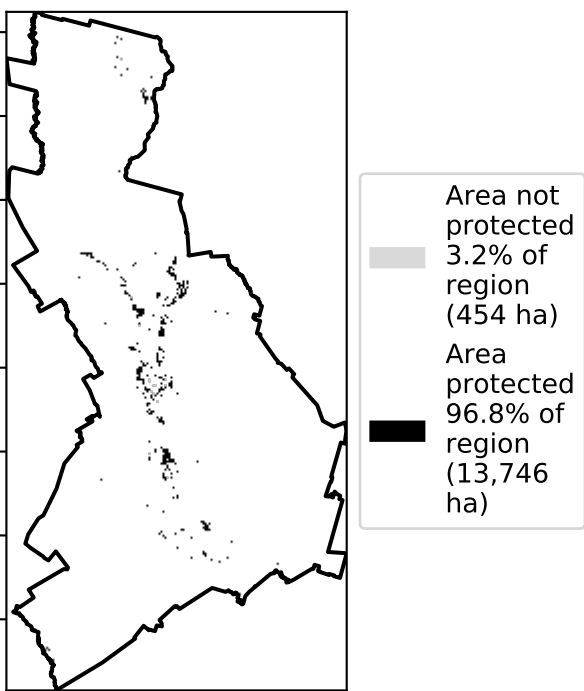 Area not
protected
3.2% of
region
(454 ha)
Area
protected
96.8% of
region
(13,746
ha)